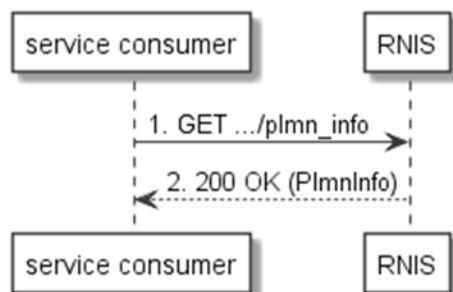 service consumer
RNIS
1. GET .../plmn_info
2. 200 OK (PlmnInfo)
service consumer
RNIS